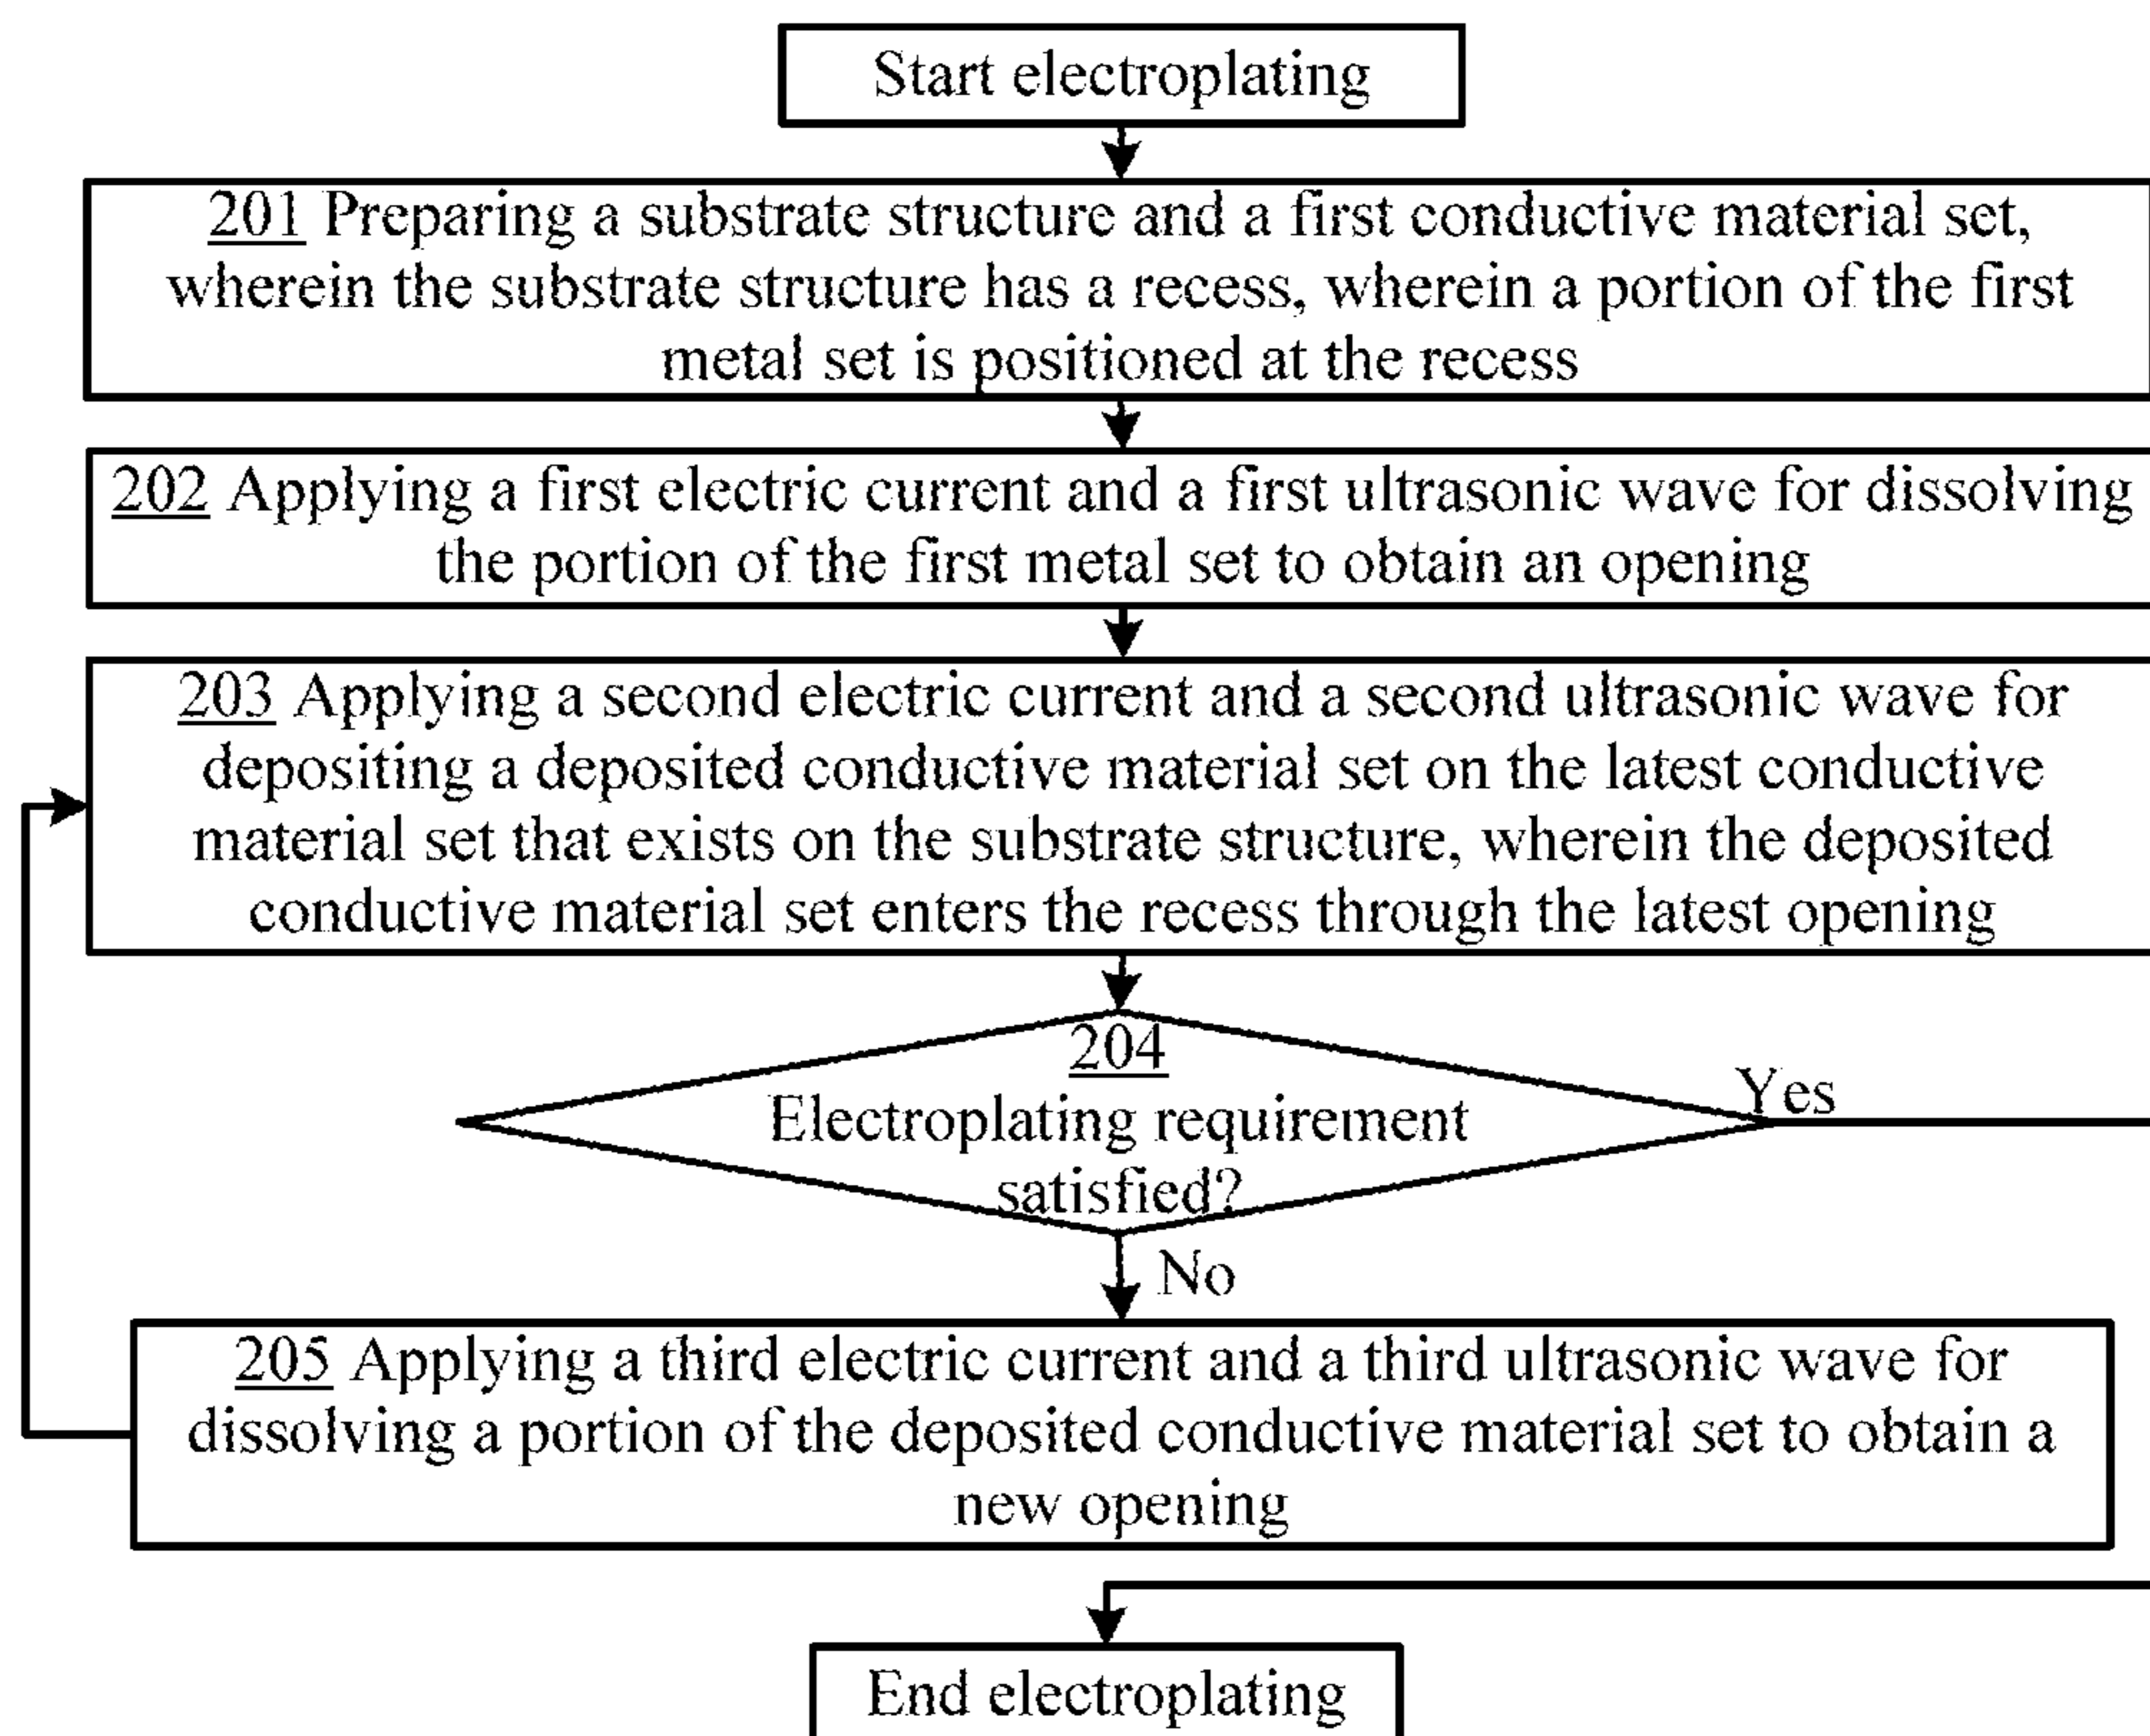 Start electroplating
201 Preparing a substrate structure and a first conductive material set,
wherein the substrate structure has a recess, wherein a portion of the first
metal set is positioned at the recess
202 Applying a first electric current and a first ultrasonic wave for dissolving
the portion of the first metal set to obtain an opening
203 Applying a second electric current and a second ultrasonic wave for
depositing a deposited conductive material set on the latest conductive
material set that exists on the substrate structure, wherein the deposited
conductive material set enters the recess through the latest opening
204
Electroplating requirement
satisfied?
Yes
No
205 Applying a third electric current and a third ultrasonic wave for
dissolving a portion of the deposited conductive material set to obtain a
new opening
End electroplating